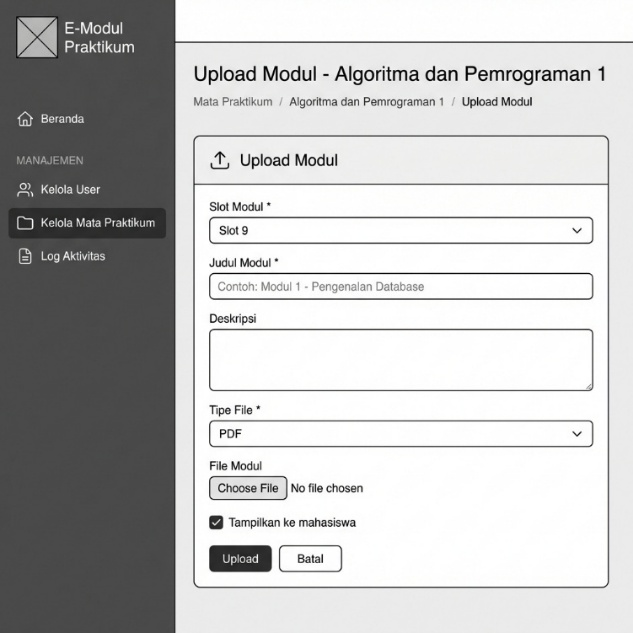 E-Modul
Praktikum
Beranda
MANAJEMEN
Kelola User
Kelola Mata Praktikum
Log Aktivitas
Upload Modul - Algoritma dan Pemrograman 1
Mata Praktikum / Algoritma dan Pemrograman 1 / Upload Modul
Upload Modul
Slot Modul *
Slot 9
Judul Modul *
Contoh: Modul 1 - Pengenalan Database
Deskripsi
Tipe File *
PDF
File Modul
Choose File No file chosen
Tampilkan ke mahasiswa
Upload Batal